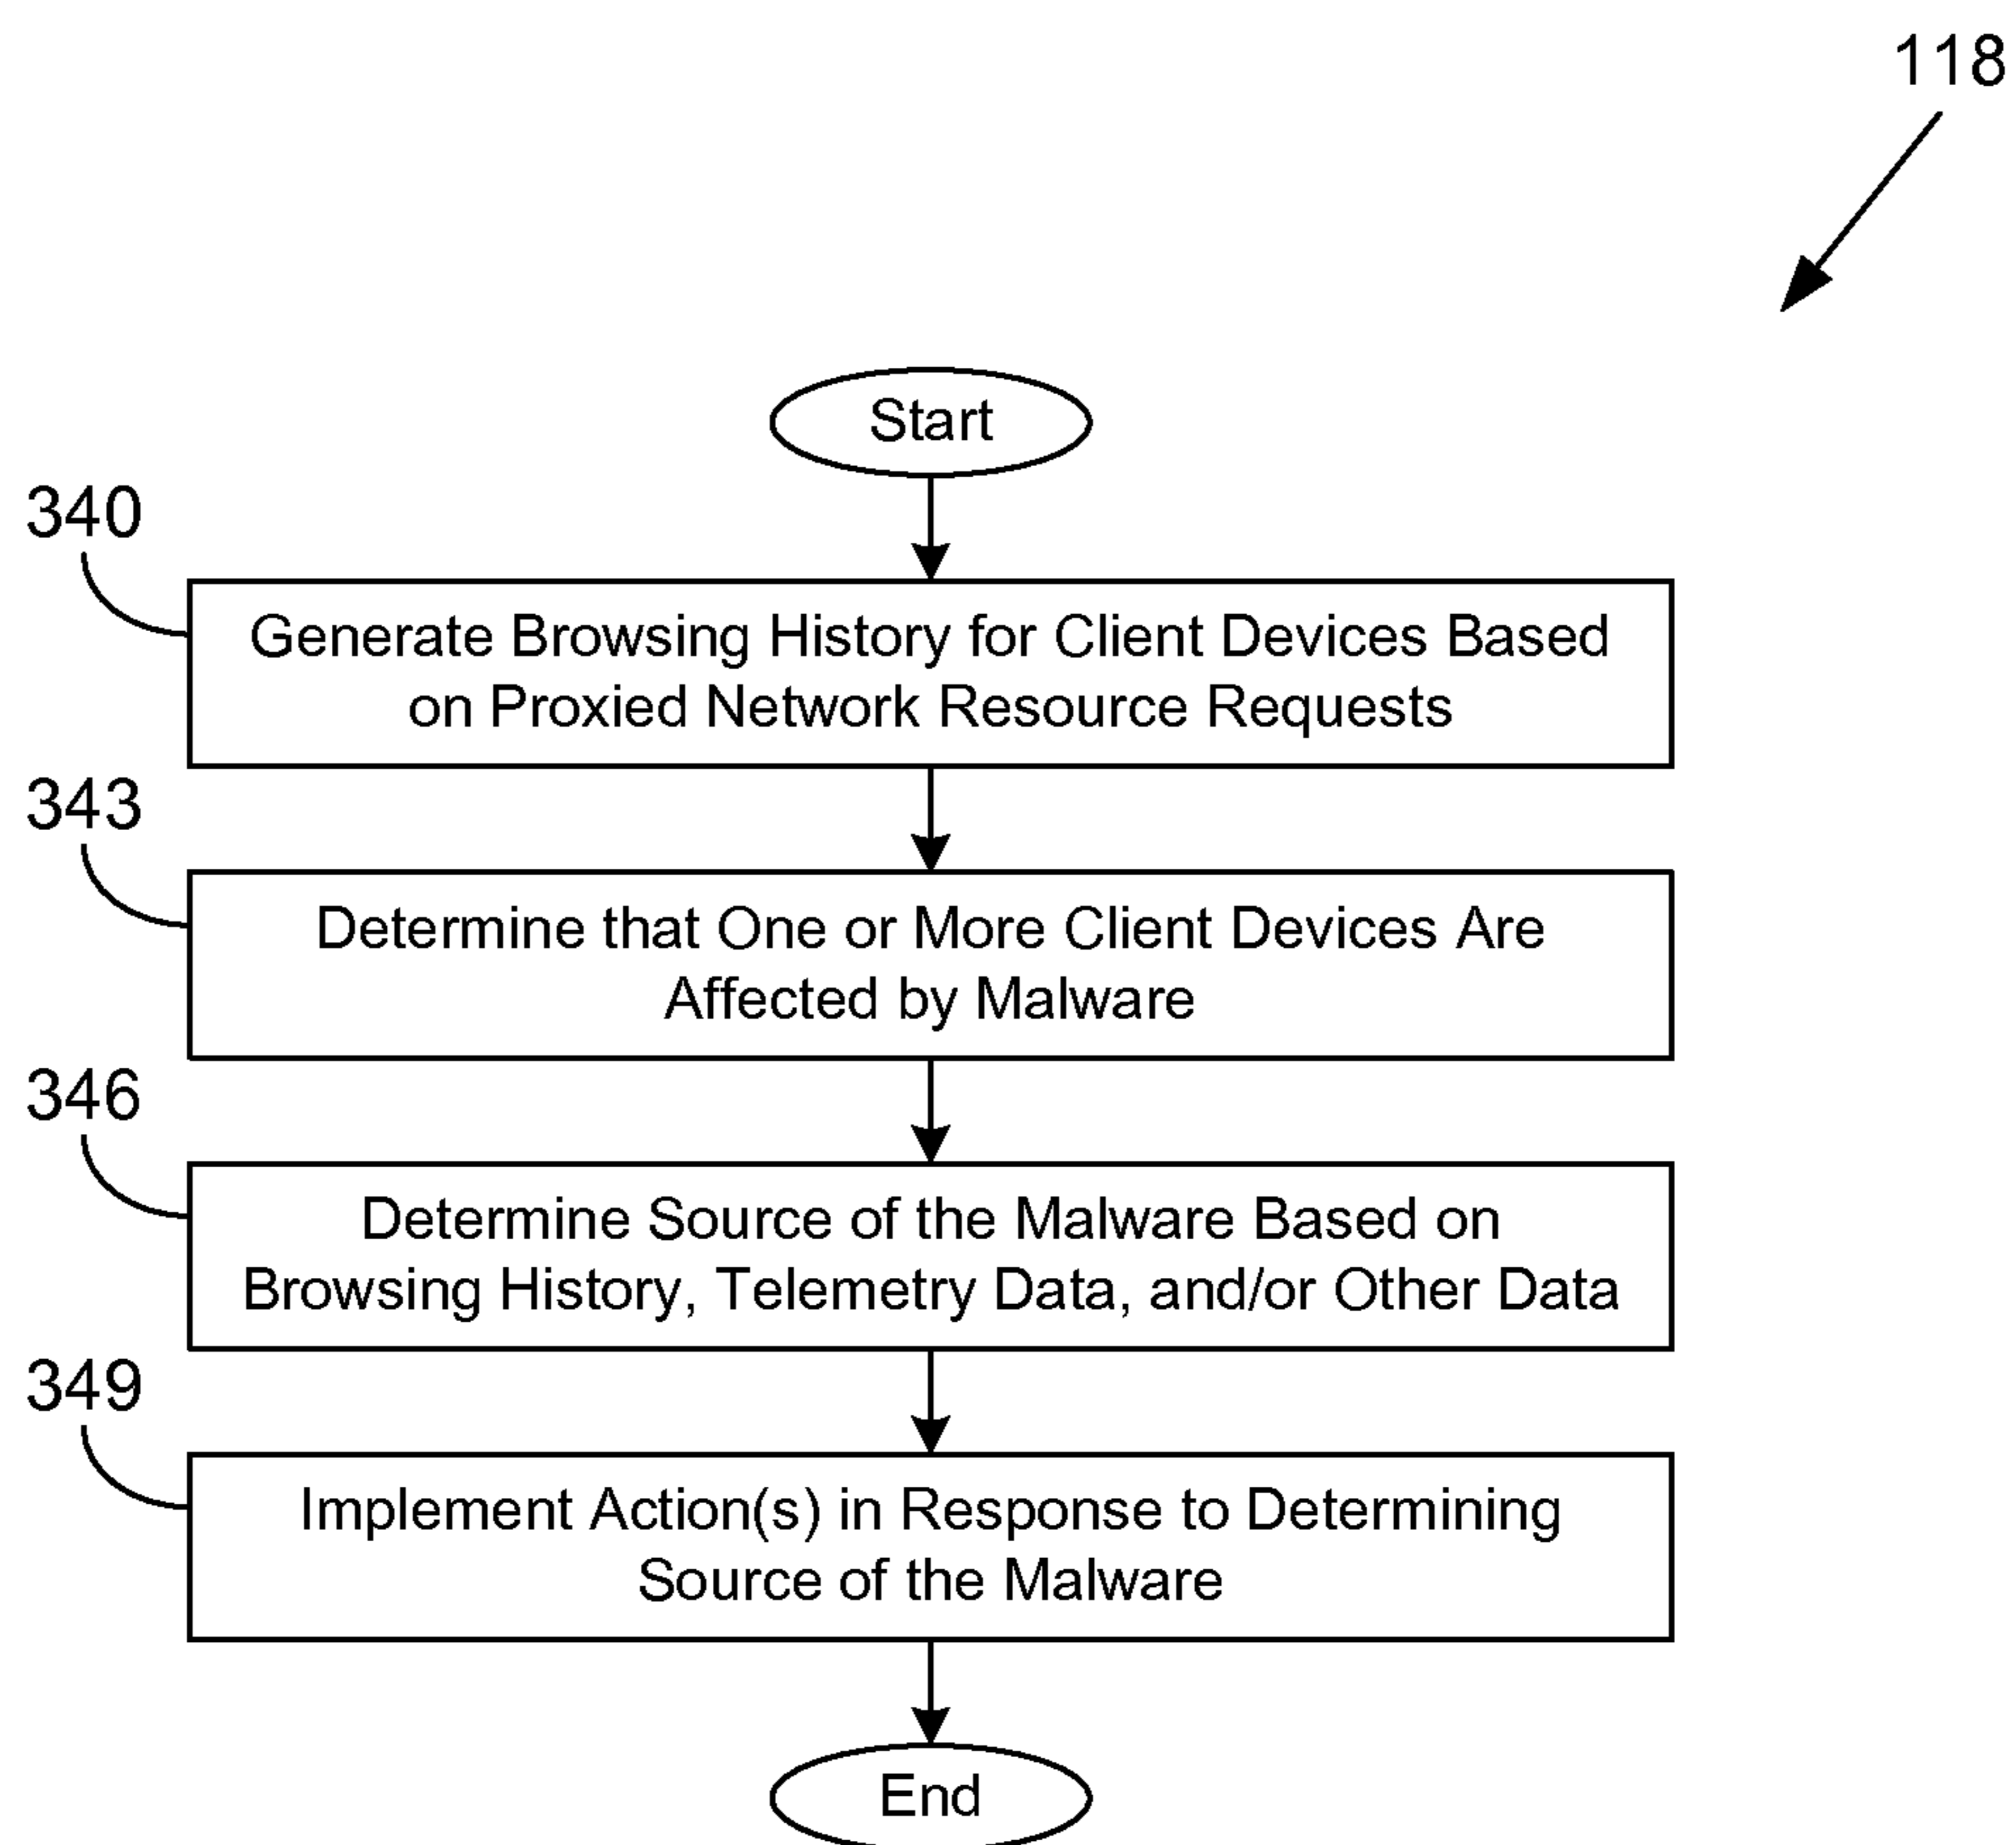 118
Start
340
Generate Browsing History for Client Devices Based
on Proxied Network Resource Requests
343
Determine that One or More Client Devices Are
Affected by Malware
346
Determine Source of the Malware Based on
Browsing History, Telemetry Data, and/or Other Data
349
Implement Action(s) in Response to Determining
Source of the Malware
End